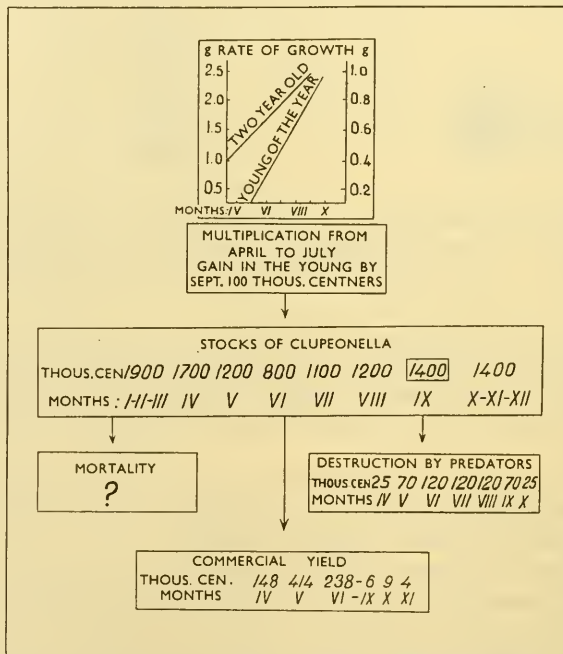 g RATE OF GROWTH g
2.5 1.0
2.0 0.8
1.5 0.6
1.0 0.4
0.5 0.2
TWO YEAR OLD
YOUNG OF THE YEAR
MONTHS: IV VI VIII X
MULTIPLICATION FROM
APRIL TO JULY
GAIN IN THE YOUNG BY
SEPT. 100 THOUS. CENTNERS
STOCKS OF CLUPEONELLA
THOUS.CEN 1900 1700 1200 800 1100 1200 1400 1400
MONTHS : I-II-III IV V VI VII VIII IX X-XI-XII
MORTALITY
?
DESTRUCTION BY PREDATORS
THOUS CEN 25 70 120 120 120 70 25
MONTHS IV V VI VII VIII IX X
COMMERCIAL YIELD
THOUS. CEN. 148 414 238-6 9 4
MONTHS IV V VI -IX X XI